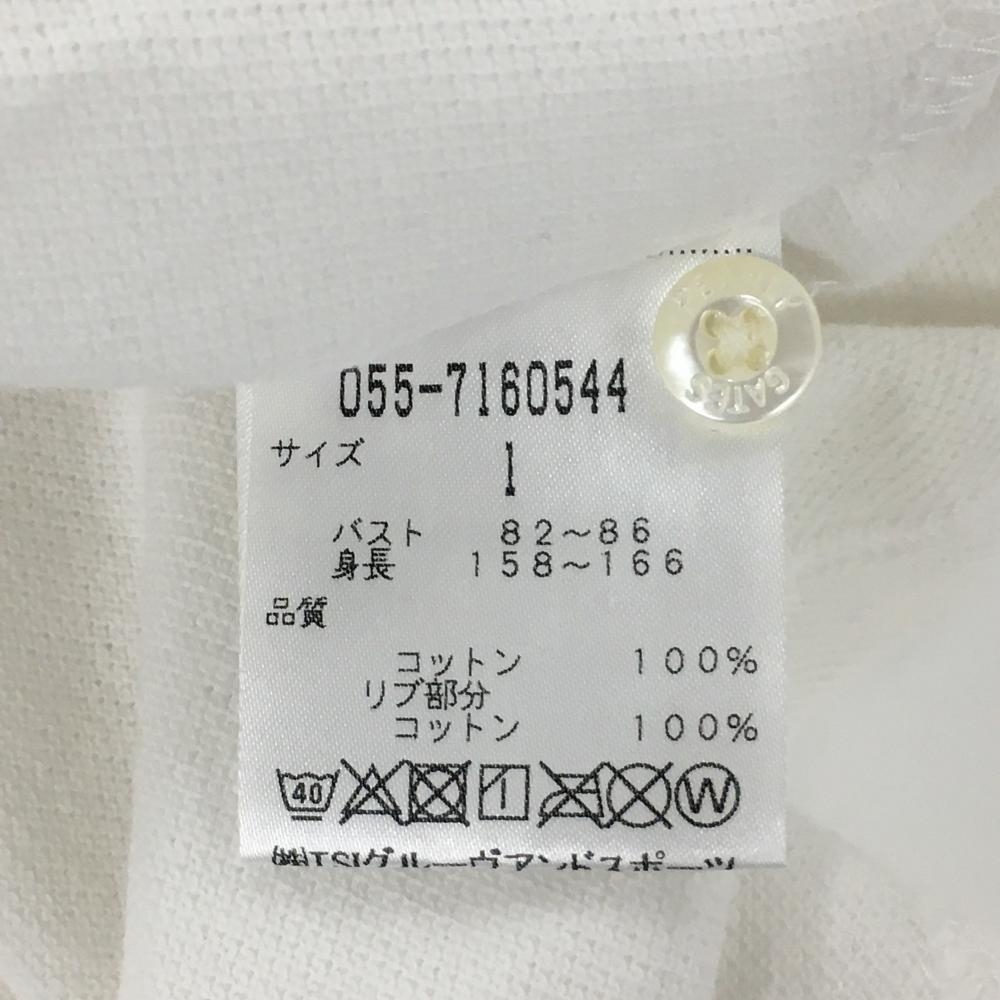 055-7160544
サイズ 1
バスト 82～86
身長 158～166
品質
コットン 100%
リブ部分
コットン 100%
40 W
㈱TSIグルーヴアンドスポーツ
GATES